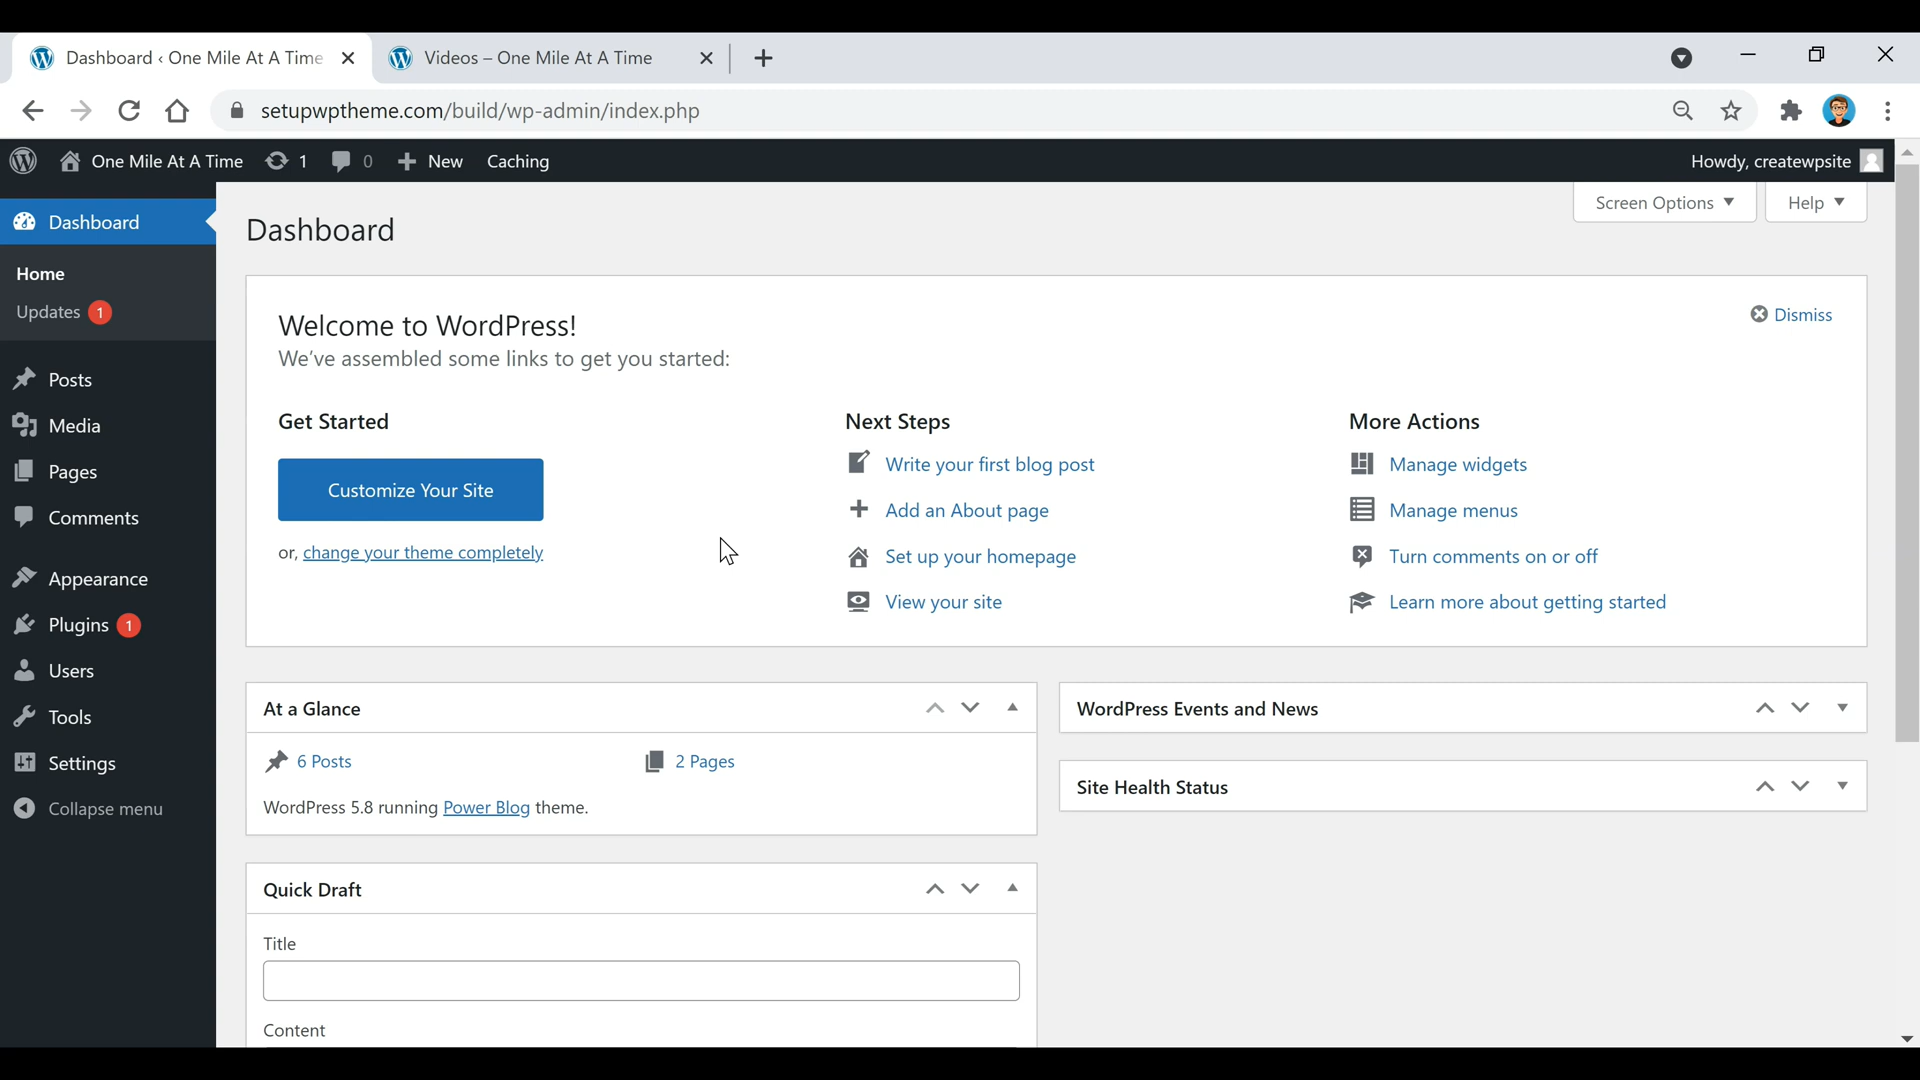 Dashboard ‹ One Mile At A Time
Videos – One Mile At A Time
setupwptheme.com/build/wp-admin/index.php
One Mile At A Time 1 0 New Caching
Howdy, createwpsite
Dashboard
Home
Updates 1
Posts
Media
Pages
Comments
Appearance
Plugins 1
Users
Tools
Settings
Collapse menu
Screen Options
Help
Dashboard
Welcome to WordPress!
Dismiss
We've assembled some links to get you started:
Get Started
Customize Your Site
or, change your theme completely
Next Steps
Write your first blog post
Add an About page
Set up your homepage
View your site
More Actions
Manage widgets
Manage menus
Turn comments on or off
Learn more about getting started
At a Glance
6 Posts
2 Pages
WordPress 5.8 running Power Blog theme.
Quick Draft
Title
Content
WordPress Events and News
Site Health Status